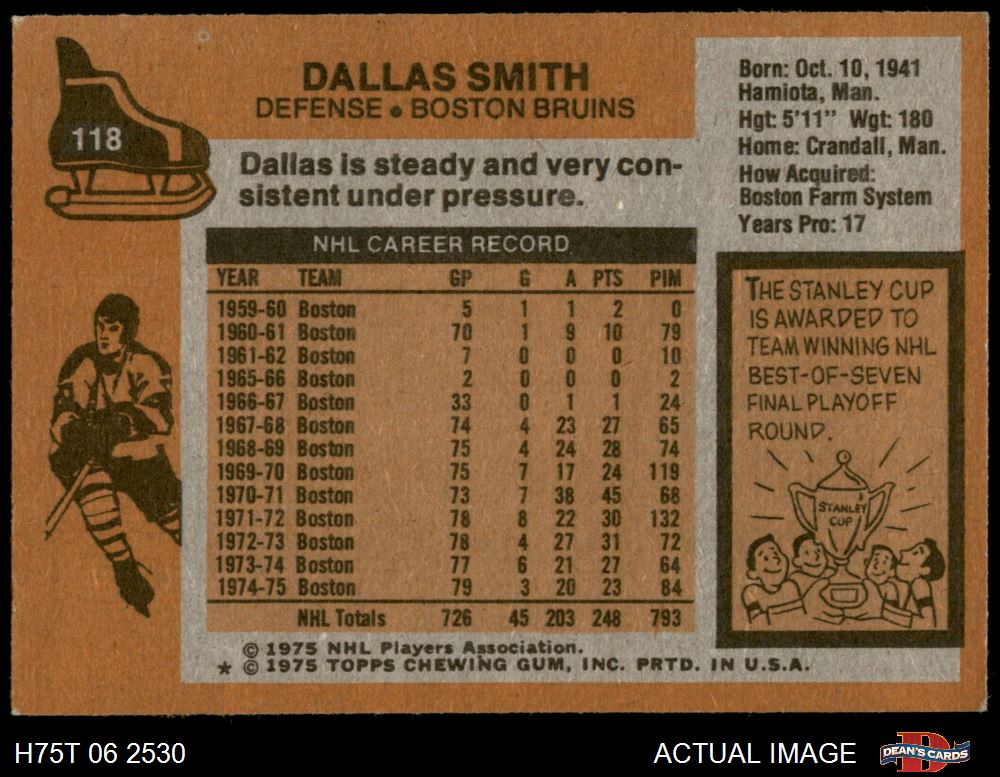 118
DALLAS SMITH
DEFENSE • BOSTON BRUINS
Dallas is steady and very con-
sistent under pressure.
Born: Oct. 10, 1941
Hamiota, Man.
Hgt: 5'11" Wgt: 180
Home: Crandall, Man.
How Acquired:
Boston Farm System
Years Pro: 17
NHL CAREER RECORD
YEAR TEAM GP G A PTS PIM
1959-60 Boston 5 1 1 2 0
1960-61 Boston 70 1 9 10 79
1961-62 Boston 7 0 0 0 10
1965-66 Boston 2 0 0 0 2
1966-67 Boston 33 0 1 1 24
1967-68 Boston 74 4 23 27 65
1968-69 Boston 75 4 24 28 74
1969-70 Boston 75 7 17 24 119
1970-71 Boston 73 7 38 45 68
1971-72 Boston 78 8 22 30 132
1972-73 Boston 78 4 27 31 72
1973-74 Boston 77 6 21 27 64
1974-75 Boston 79 3 20 23 84
NHL Totals 726 45 203 248 793
THE STANLEY CUP
IS AWARDED TO
TEAM WINNING NHL
BEST-OF-SEVEN
FINAL PLAYOFF
ROUND.
STANLEY
CUP
© 1975 NHL Players Association.
★ © 1975 TOPPS CHEWING GUM, INC. PRTD. IN U.S.A.
H75T 06 2530
ACTUAL IMAGE
DEAN'S CARDS